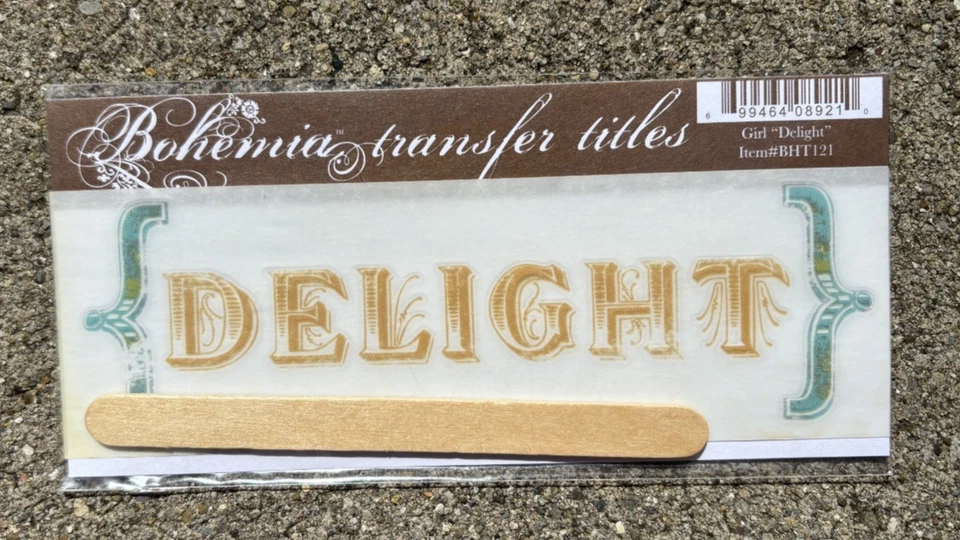 Bohemia™ transfer titles
6 99464 08921 0
Girl “Delight”
Item#BHT121
DELIGHT